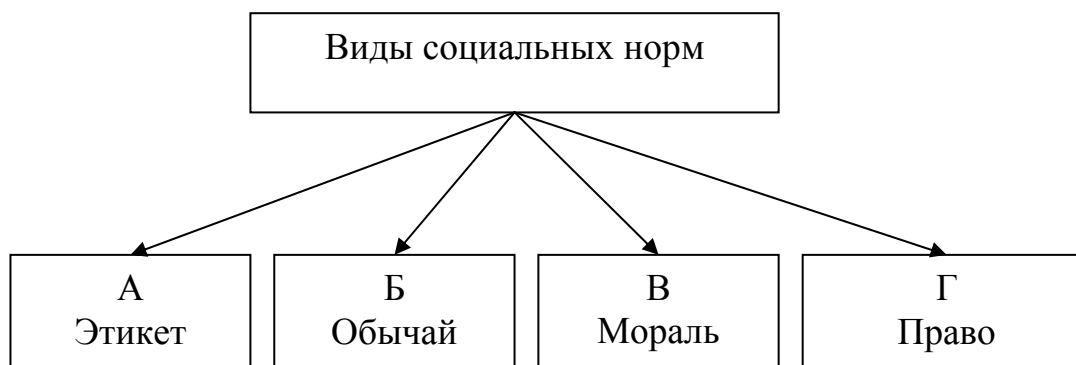 Виды социальных норм
А
Этикет
Б
Обычай
В
Мораль
Г
Право